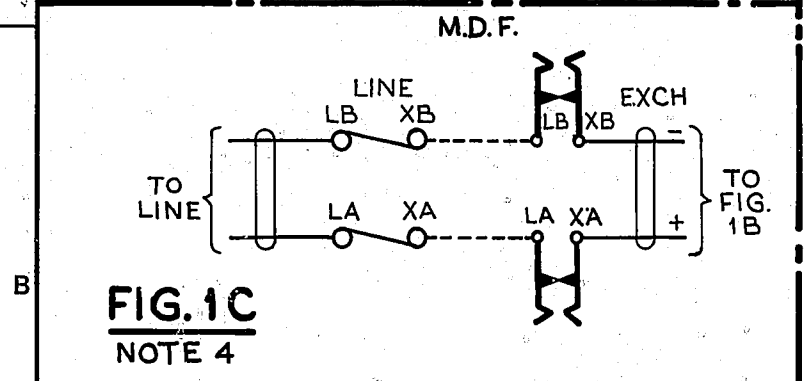 M.D.F.
LINE
LB XB
LB XB
EXCH
-
TO
LINE
LA XA
LA XA
+
TO
FIG.
1B
B
FIG. 1C
NOTE 4